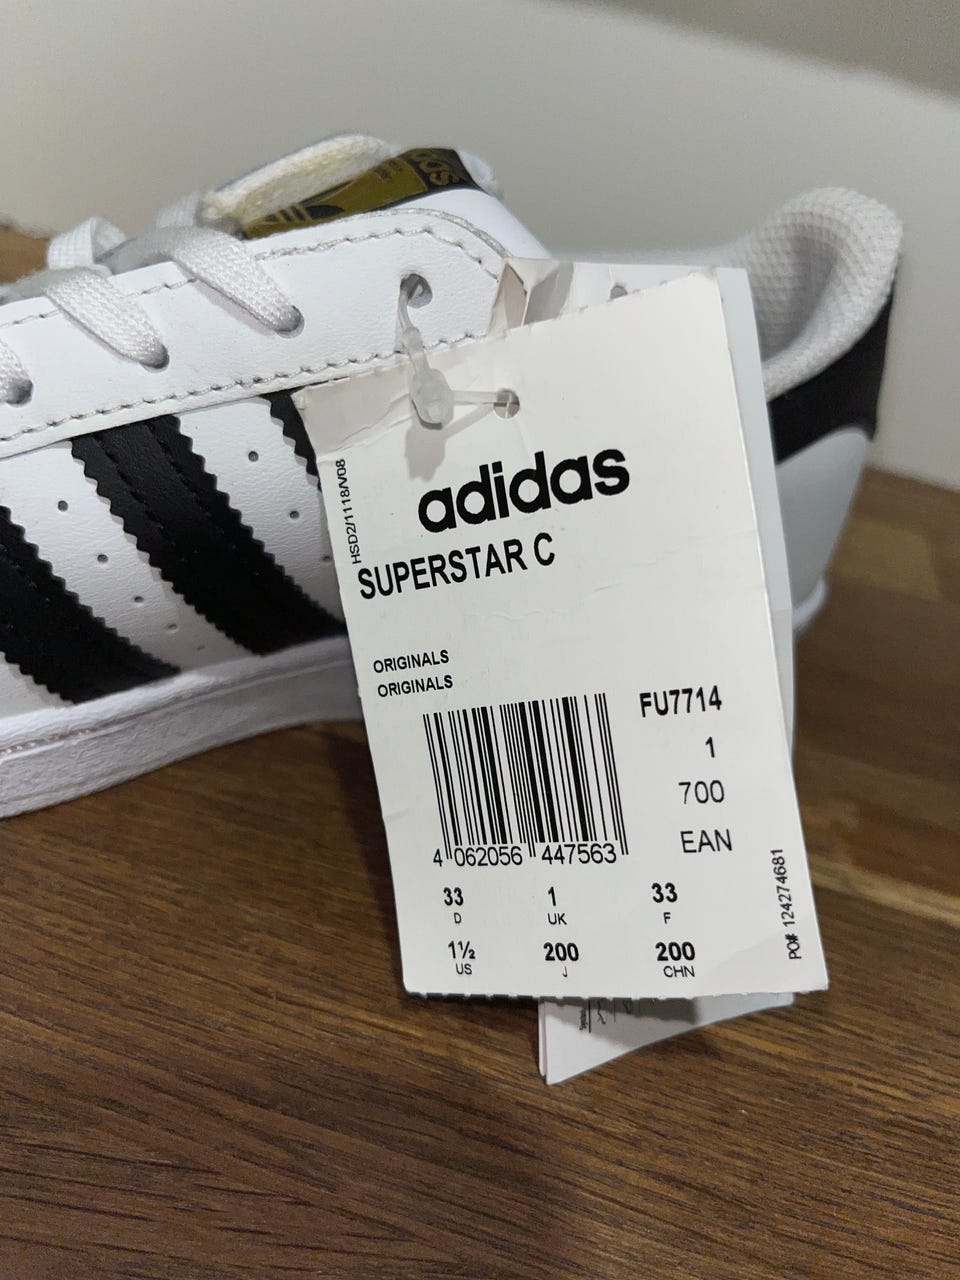 adidas
HSD2/1118/V08
SUPERSTAR C
ORIGINALS
ORIGINALS
FU7714
1
700
EAN
4 062056 447563
33 1 33
D UK F
1½ 200 200
US J CHN
PO# 124274681